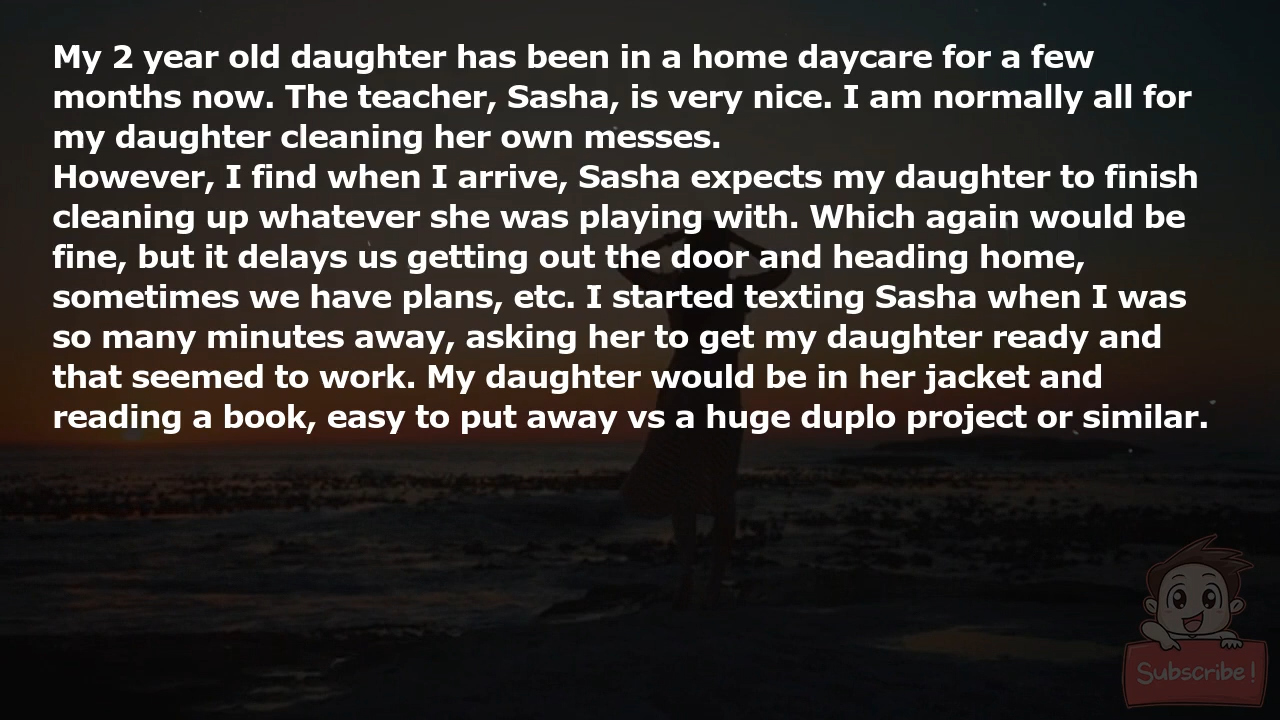 My 2 year old daughter has been in a home daycare for a few
months now. The teacher, Sasha, is very nice. I am normally all for
my daughter cleaning her own messes.
However, I find when I arrive, Sasha expects my daughter to finish
cleaning up whatever she was playing with. Which again would be
fine, but it delays us getting out the door and heading home,
sometimes we have plans, etc. I started texting Sasha when I was
so many minutes away, asking her to get my daughter ready and
that seemed to work. My daughter would be in her jacket and
reading a book, easy to put away vs a huge duplo project or similar.
Subscribe!